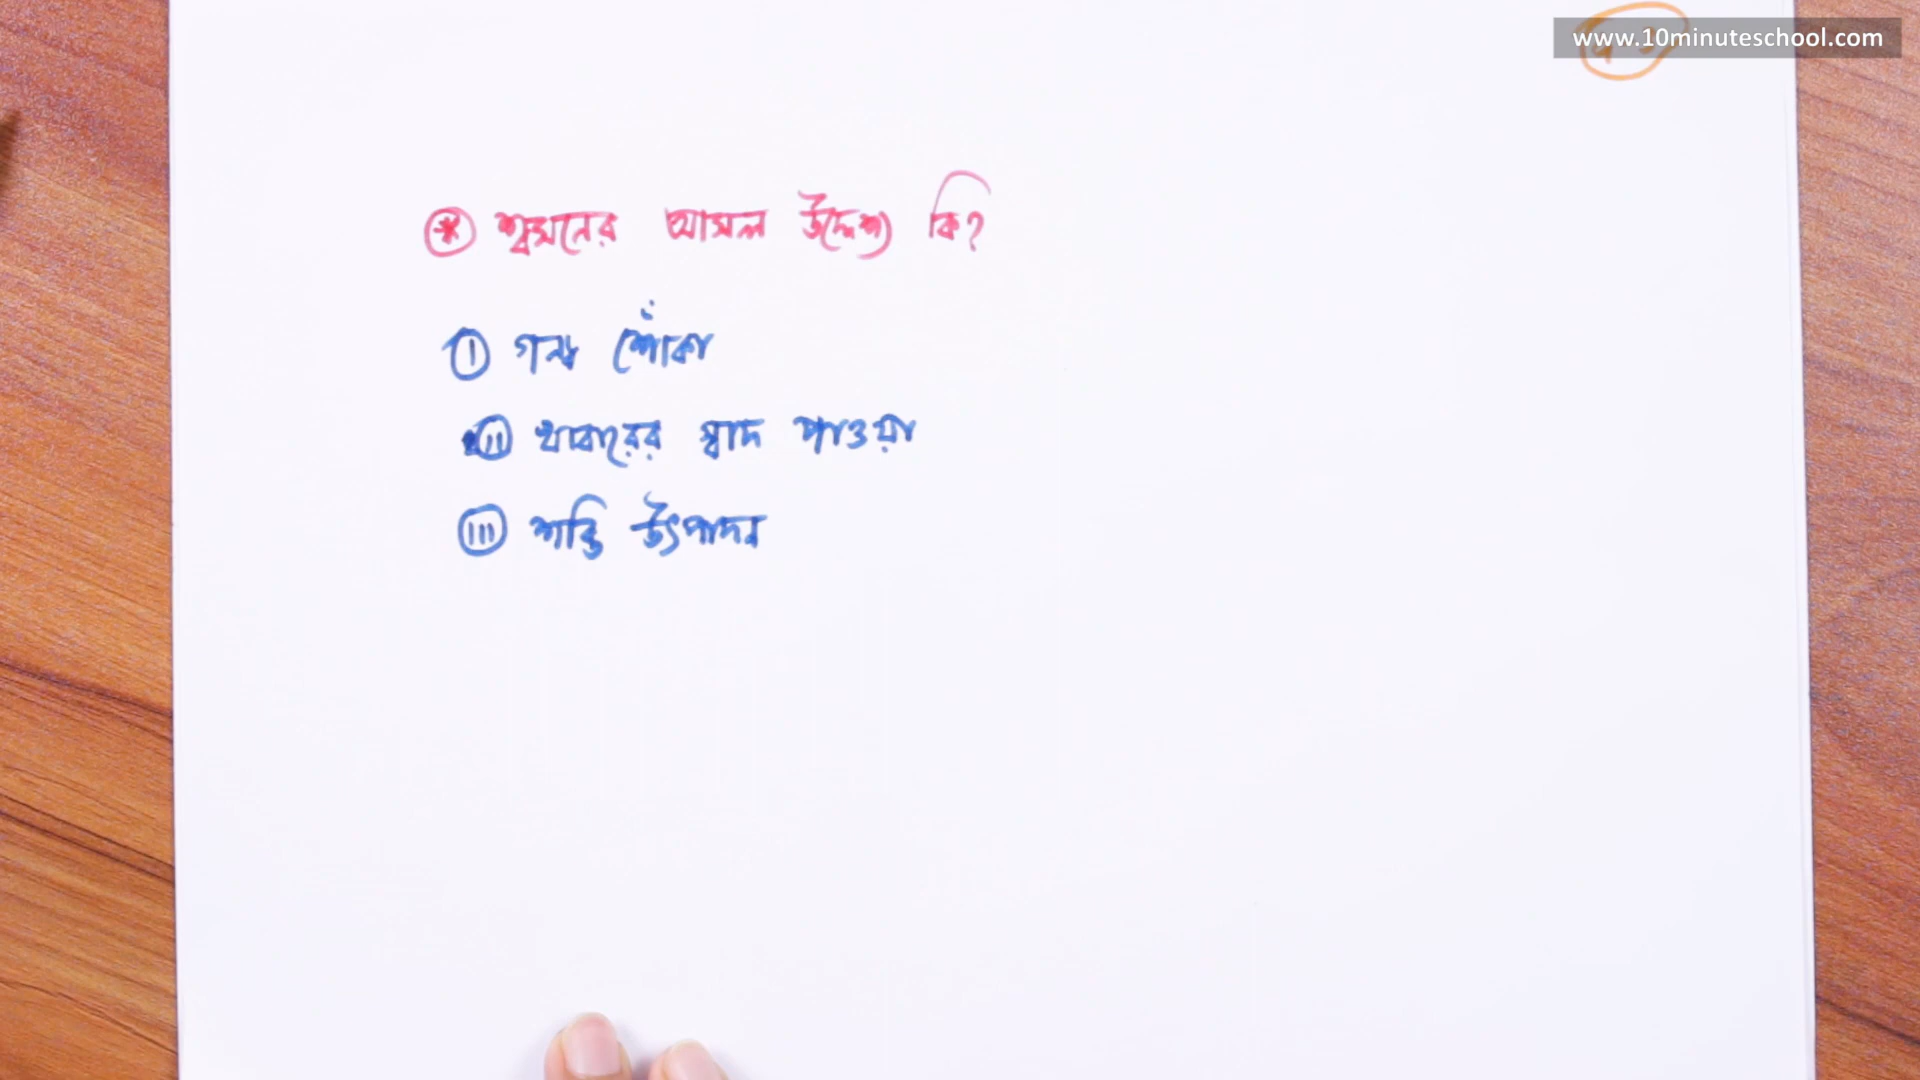 www.10minuteschool.com
* শ্বসনের আসল উদ্দেশ্য কি?
i গন্ধ শোঁকা
ii খাবারের স্বাদ পাওয়া
iii শক্তি উৎপাদন